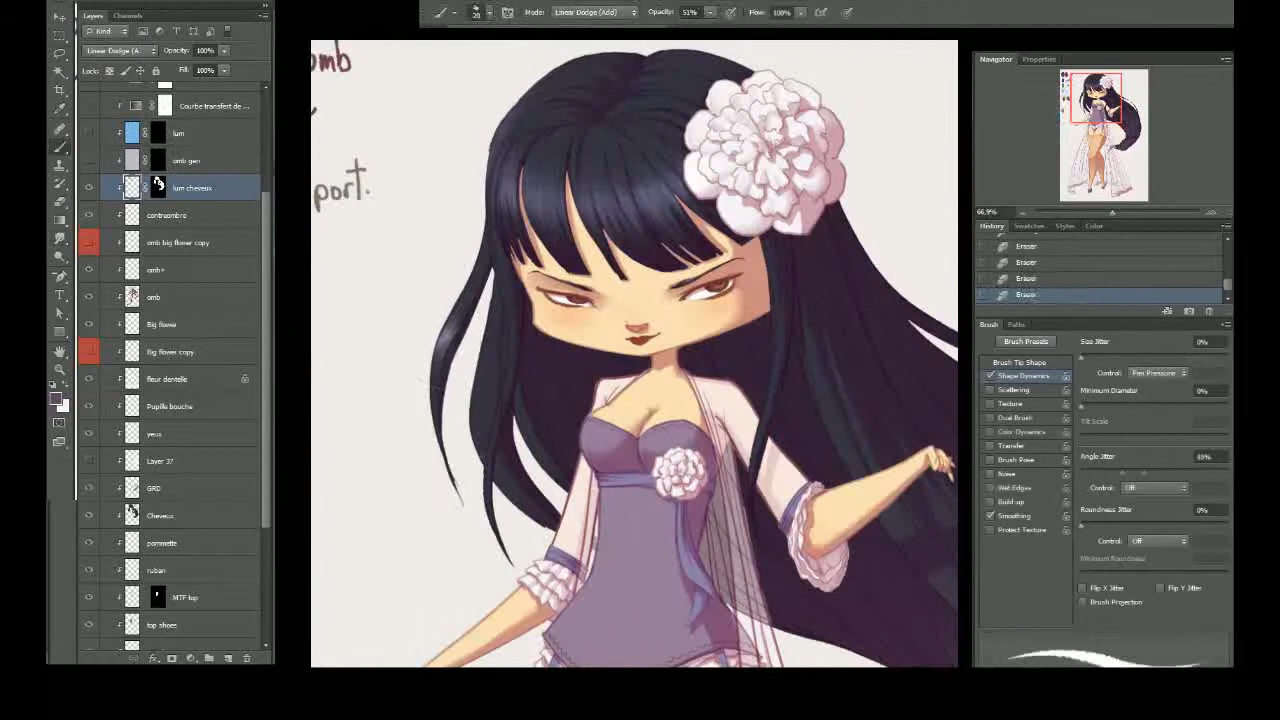 20
Mode: Linear Dodge (Add)
Opacity: 51%
Flow: 100%
Layers
Channels
Kind
Linear Dodge (A...
Opacity: 100%
Lock:
Fill: 100%
Courbe transfert de ...
lum
omb gen
lum cheveux
contreombre
omb big flower copy
omb+
omb
Big flower
Big flower copy
fleur dentelle
Pupille bouche
yeux
Layer 37
GRD
Cheveux
pommette
ruban
MTF top
top shoes
fx
omb
port.
Navigator
Properties
66,9%
History
Styles
Color
Eraser
Eraser
Eraser
Eraser
Brush
Paths
Brush Presets
Brush Tip Shape
Shape Dynamics
Scattering
Texture
Dual Brush
Color Dynamics
Transfer
Brush Pose
Noise
Wet Edges
Build-up
Smoothing
Protect Texture
Size Jitter
0%
Control: Pen Pressure
Minimum Diameter
0%
Tilt Scale
Angle Jitter
Control: Off
Roundness Jitter
0%
Control: Off
Minimum Roundness
Flip X Jitter
Flip Y Jitter
Brush Projection